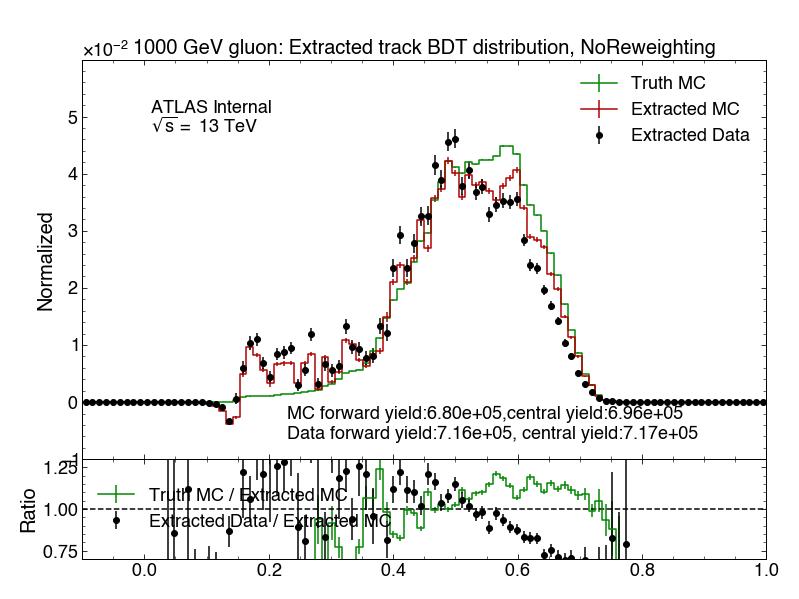 ×10⁻² 1000 GeV gluon: Extracted track BDT distribution, NoReweighting
ATLAS Internal
√s = 13 TeV
Truth MC
Extracted MC
Extracted Data
Normalized
5
4
3
2
1
0
1
MC forward yield:6.80e+05,central yield:6.96e+05
Data forward yield:7.16e+05, central yield:7.17e+05
Ratio
1.25
1.00
0.75
Truth MC / Extracted MC
Extracted Data / Extracted MC
0.0 0.2 0.4 0.6 0.8 1.0